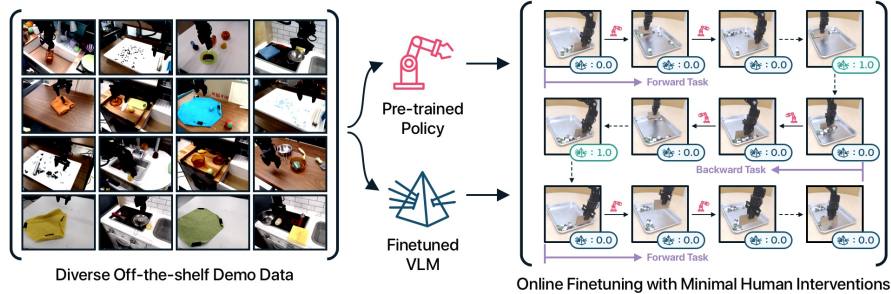 Diverse Off-the-shelf Demo Data
Pre-trained
Policy
Finetuned
VLM
: 0.0
: 0.0
: 0.0
: 1.0
Forward Task
: 1.0
: 0.0
: 0.0
: 0.0
Backward Task
: 0.0
: 0.0
: 0.0
: 0.0
Forward Task
Online Finetuning with Minimal Human Interventions